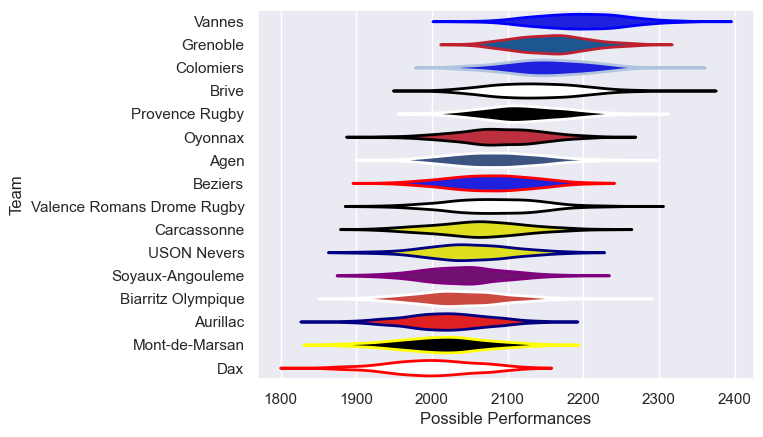 Vannes
Grenoble
Colomiers
Brive
Provence Rugby
Oyonnax
Agen
Beziers
Valence Romans Drome Rugby
Carcassonne
USON Nevers
Soyaux-Angouleme
Biarritz Olympique
Aurillac
Mont-de-Marsan
Dax
Team
1800 1900 2000 2100 2200 2300 2400
Possible Performances